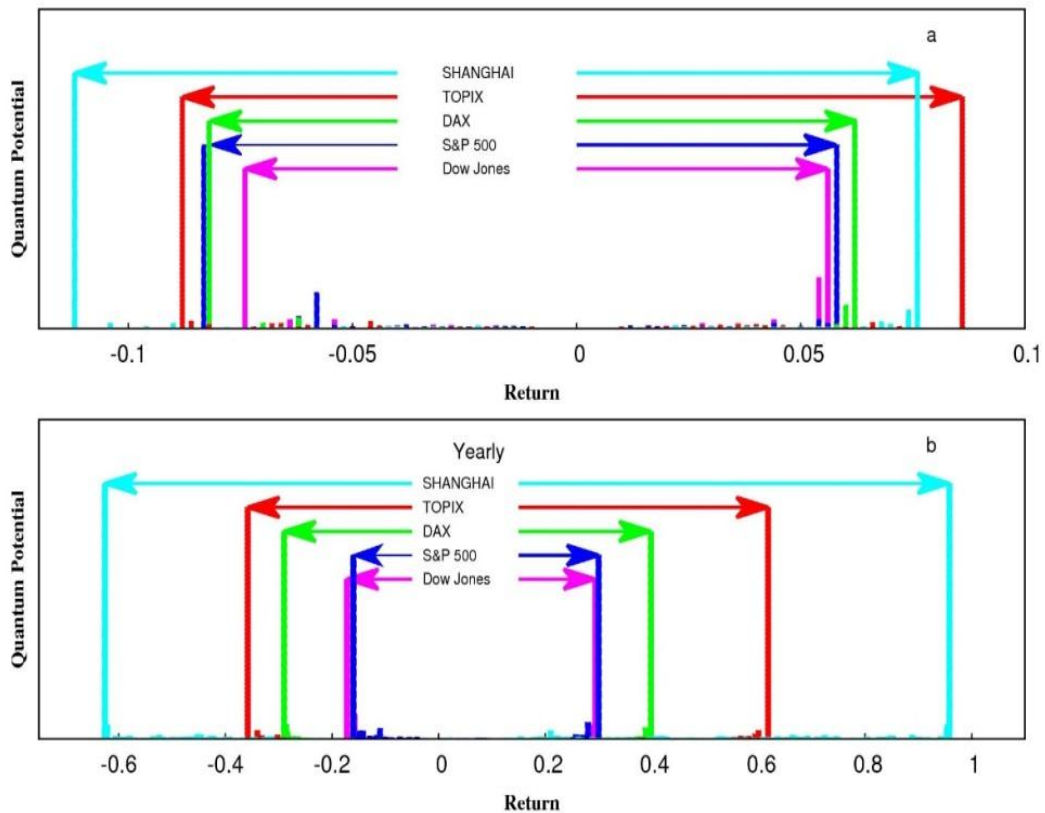 a
SHANGHAI
TOPIX
DAX
S&P 500
Dow Jones
Quantum Potential
-0.1 -0.05 0 0.05 0.1
Return
b
Yearly
SHANGHAI
TOPIX
DAX
S&P 500
Dow Jones
Quantum Potential
-0.6 -0.4 -0.2 0 0.2 0.4 0.6 0.8 1
Return